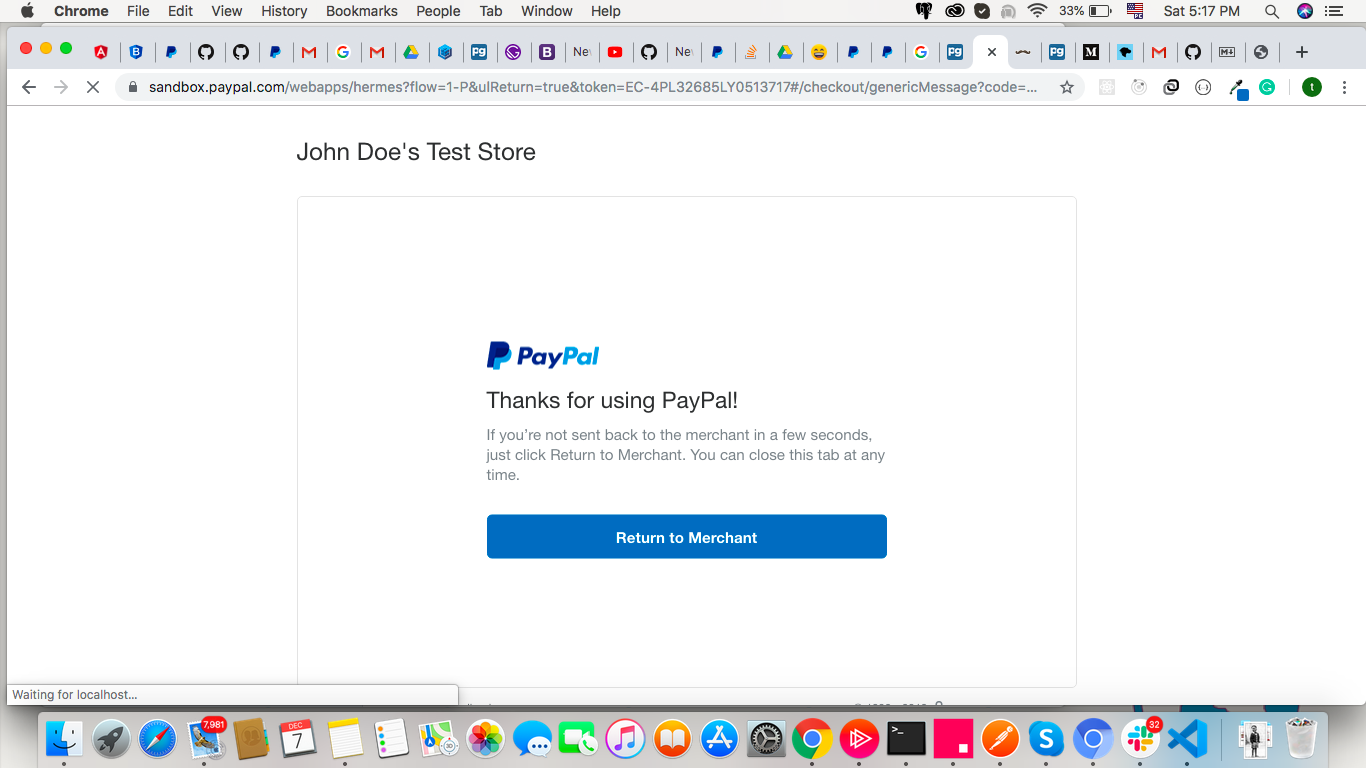 Chrome File Edit View History Bookmarks People Tab Window Help 33% Sat 5:17 PM
Pg Ne Ne Pg Pg
sandbox.paypal.com/webapps/hermes?flow=1-P&ulReturn=true&token=EC-4PL32685LY0513717#/checkout/genericMessage?code=...
t
John Doe's Test Store
PayPal
Thanks for using PayPal!
If you're not sent back to the merchant in a few seconds,
just click Return to Merchant. You can close this tab at any
time.
Return to Merchant
Waiting for localhost...
7,981
DEC
7
32